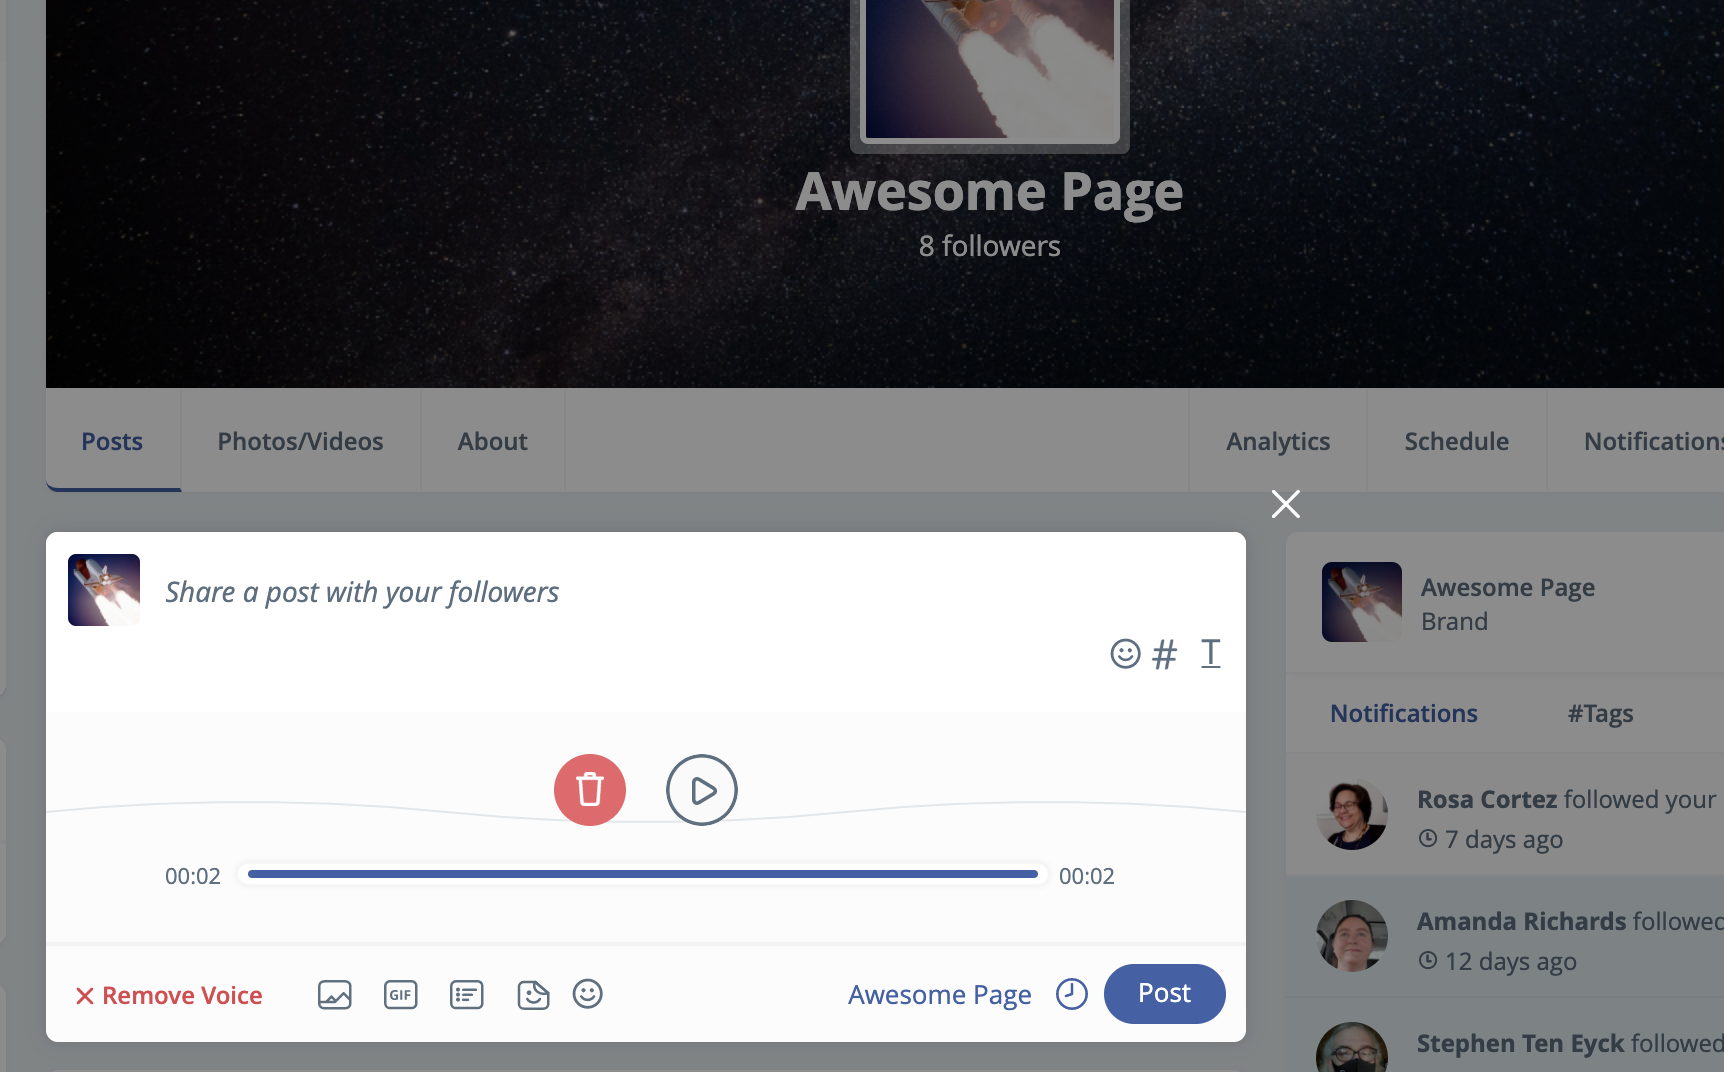 Awesome Page
8 followers
Posts
Photos/Videos
About
Analytics
Schedule
Notifications
Share a post with your followers
#
T
00:02
00:02
Remove Voice
GIF
Awesome Page
Post
Awesome Page
Brand
Notifications
#Tags
Rosa Cortez followed your
7 days ago
Amanda Richards followed
12 days ago
Stephen Ten Eyck followed